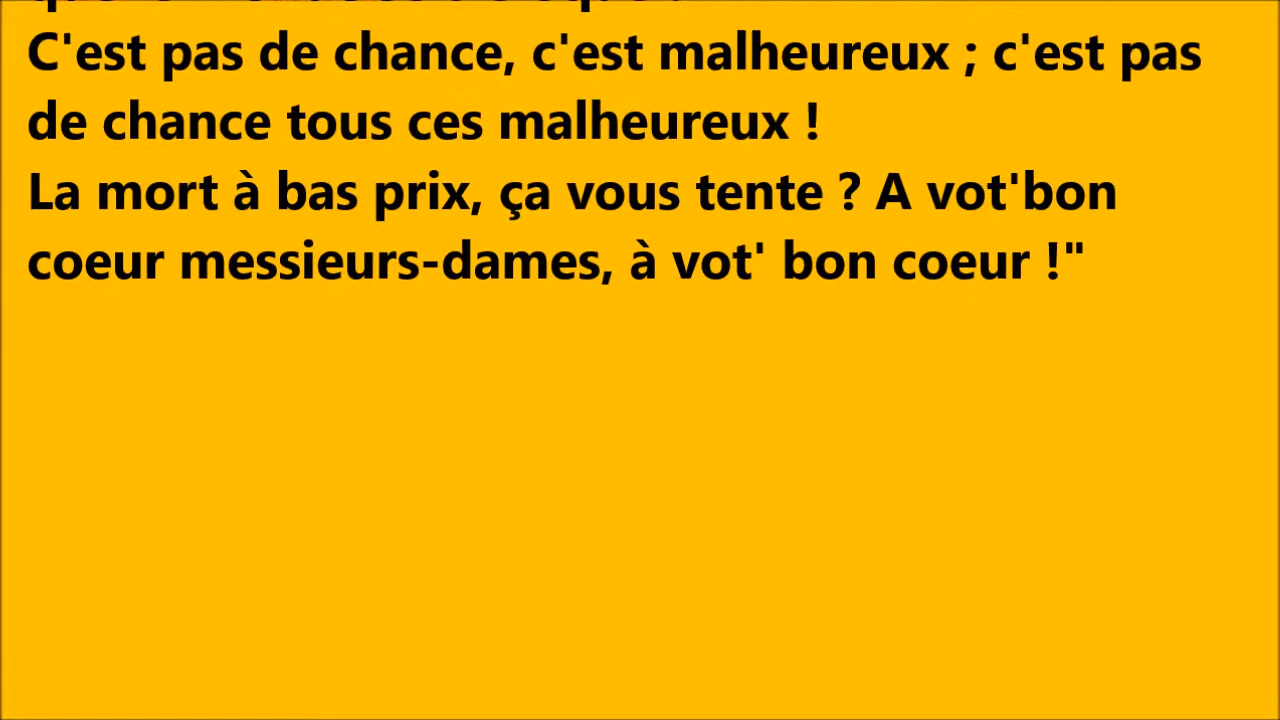 C'est pas de chance, c'est malheureux ; c'est pas
de chance tous ces malheureux !
La mort à bas prix, ça vous tente ? A vot'bon
coeur messieurs-dames, à vot' bon coeur !"